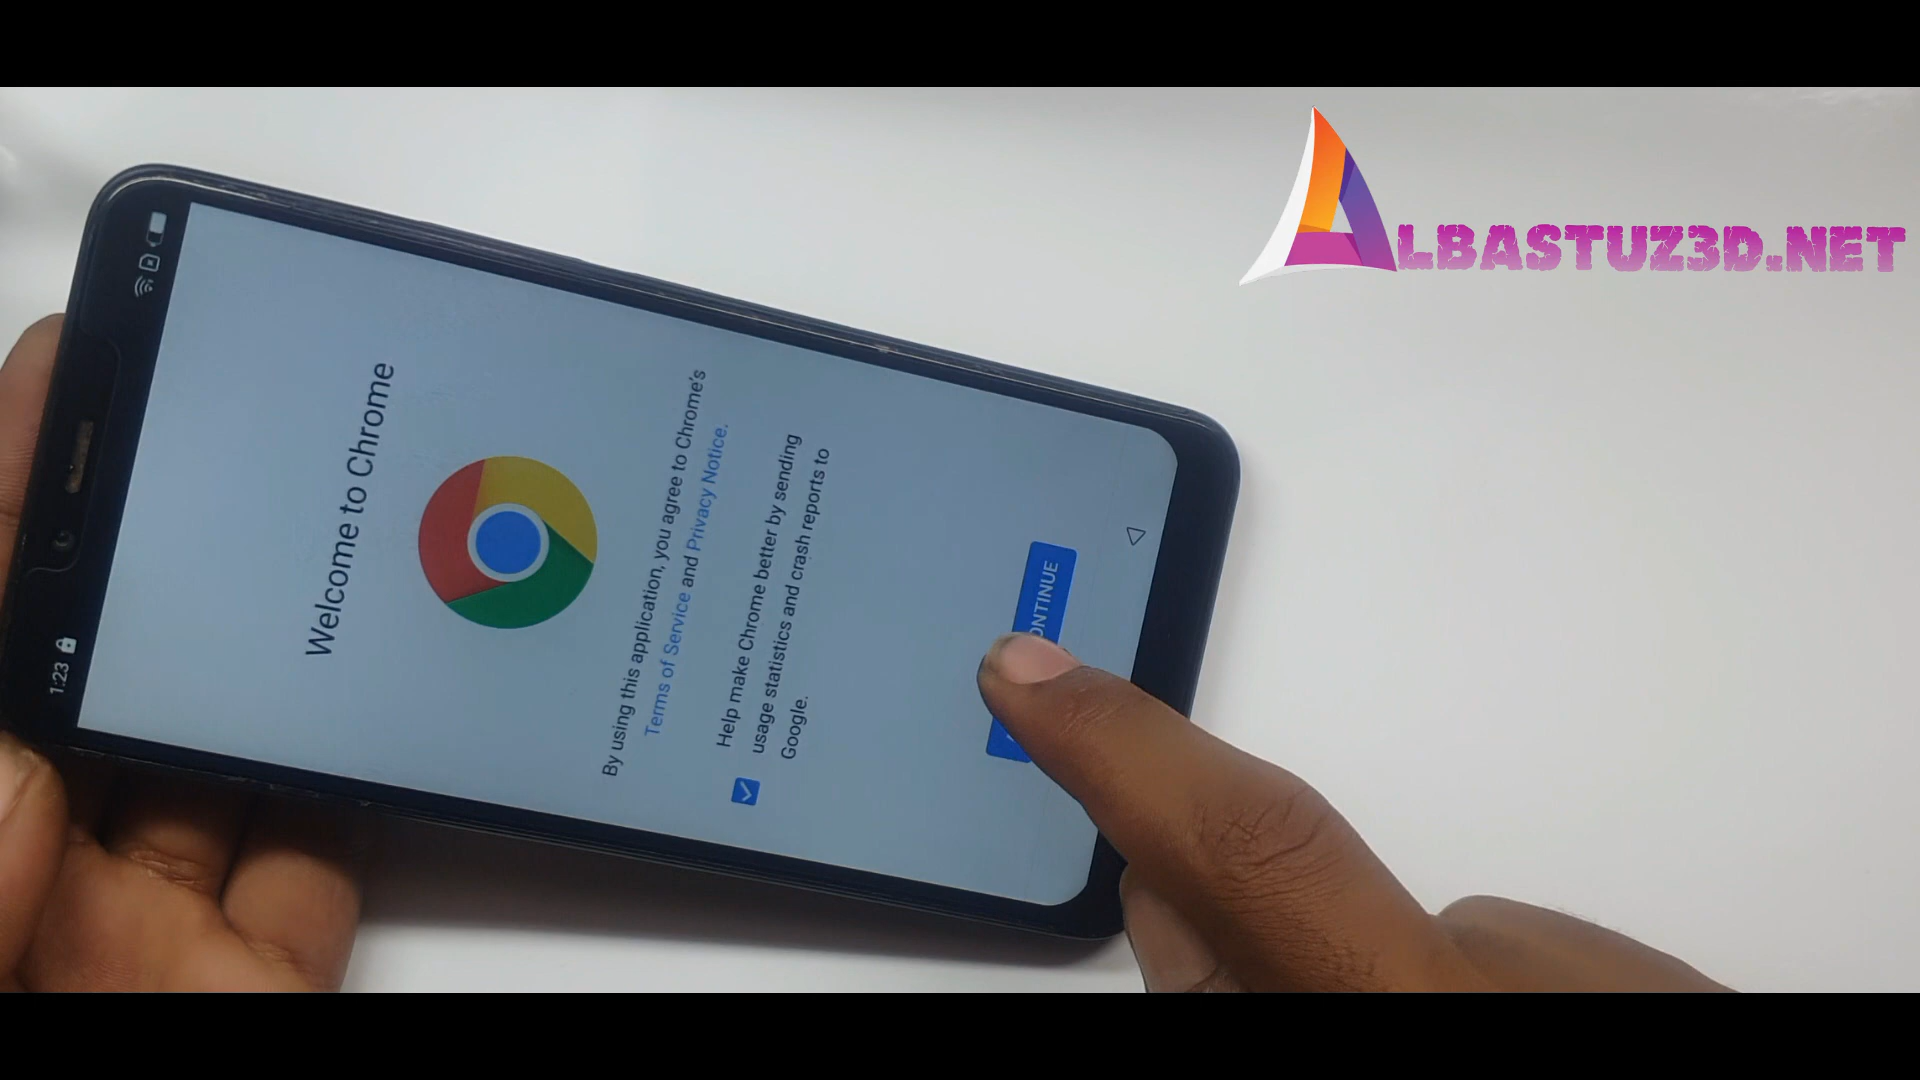 ALBASTUZ3D.NET
1:23
Welcome to Chrome
By using this application, you agree to Chrome's
Terms of Service and Privacy Notice.
Help make Chrome better by sending
usage statistics and crash reports to
Google.
ONTINUE